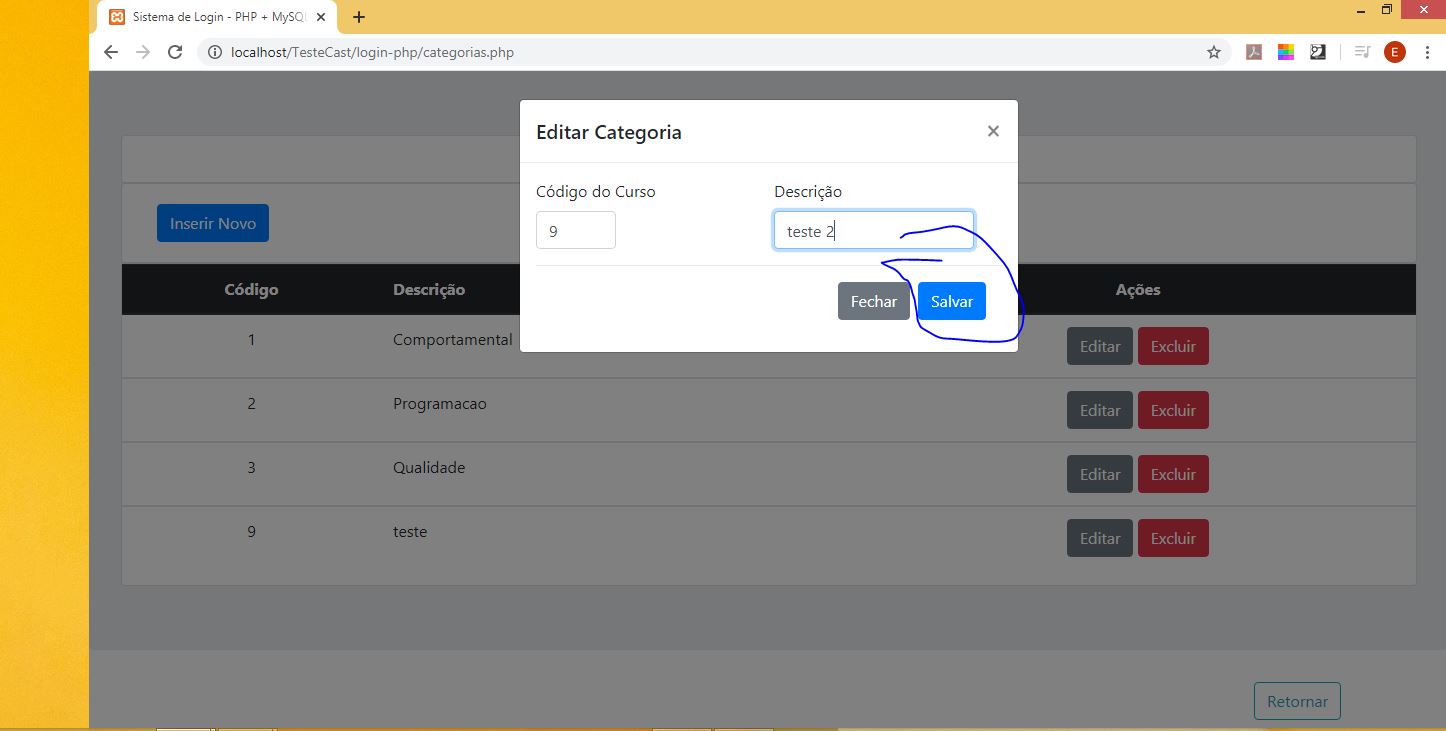 Sistema de Login - PHP + MySQL
localhost/TesteCast/login-php/categorias.php
E
Editar Categoria
×
Código do Curso
Descrição
9
teste 2
Fechar
Salvar
Inserir Novo
Código
Descrição
Ações
1
Comportamental
Editar
Excluir
2
Programacao
Editar
Excluir
3
Qualidade
Editar
Excluir
9
teste
Editar
Excluir
Retornar